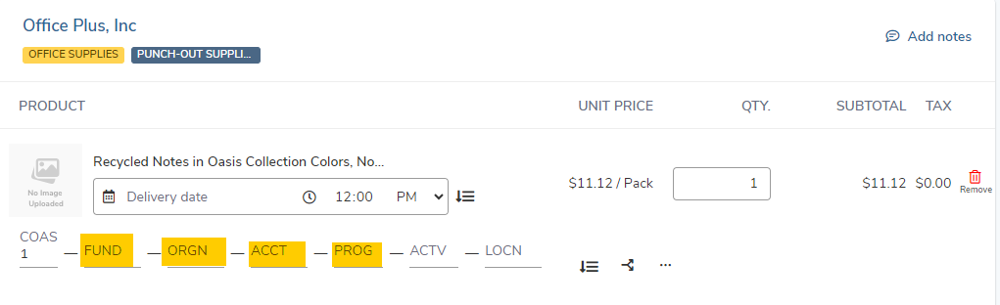 Office Plus, Inc
OFFICE SUPPLIES PUNCH-OUT SUPPLI...
Add notes
PRODUCT UNIT PRICE QTY. SUBTOTAL TAX
No Image
Uploaded
Recycled Notes in Oasis Collection Colors, No...
Delivery date 12:00 PM
$11.12 / Pack 1 $11.12 $0.00
Remove
COAS
1 — FUND — ORGN — ACCT — PROG — ACTV — LOCN
...